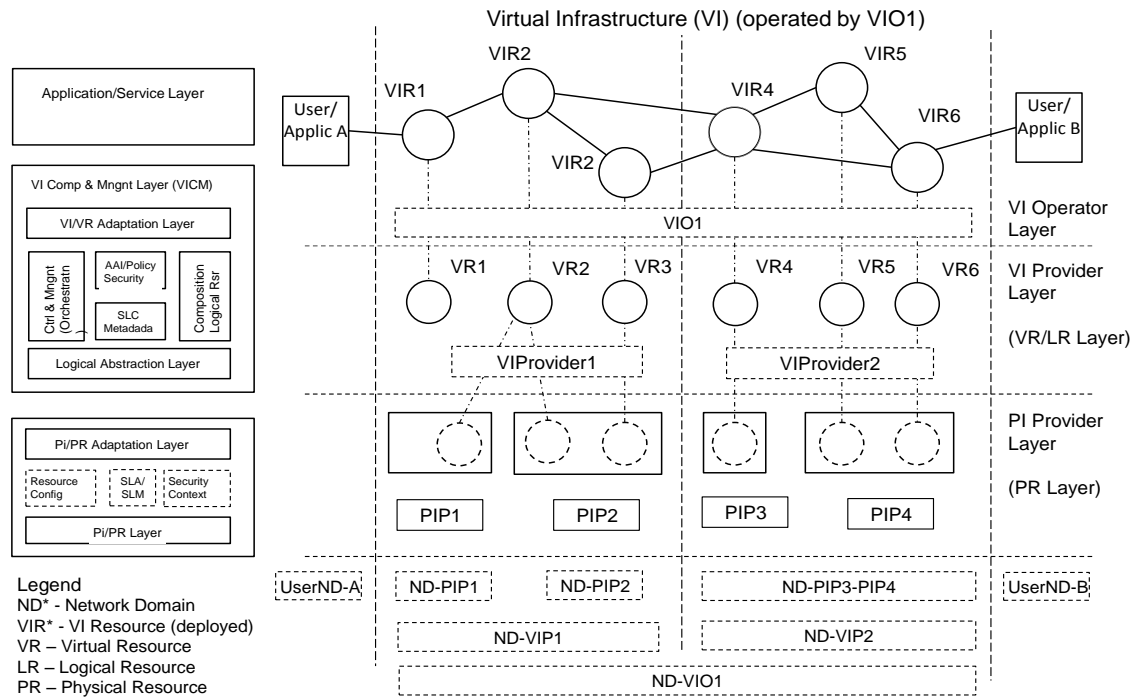 Virtual Infrastructure (VI) (operated by VIO1)
Application/Service Layer
VI Comp & Mngnt Layer (VICM)
VI/VR Adaptation Layer
Ctrl & Mngnt
(Orchestratn
)
AAI/Policy
Security
SLC
Metadada
Composition
Logical Rsr
Logical Abstraction Layer
Pi/PR Adaptation Layer
Resource
Config
SLA/
SLM
Security
Context
Pi/PR Layer
Legend
ND* - Network Domain
VIR* - VI Resource (deployed)
VR – Virtual Resource
LR – Logical Resource
PR – Physical Resource
User/
Applic A
VIR1
VIR2
VIR2
VIR4
VIR5
VIR6
User/
Applic B
VIO1
VI Operator
Layer
VR1
VR2
VR3
VR4
VR5
VR6
VI Provider
Layer
(VR/LR Layer)
VIProvider1
VIProvider2
PI Provider
Layer
(PR Layer)
PIP1
PIP2
PIP3
PIP4
UserND-A
ND-PIP1
ND-PIP2
ND-PIP3-PIP4
UserND-B
ND-VIP1
ND-VIP2
ND-VIO1